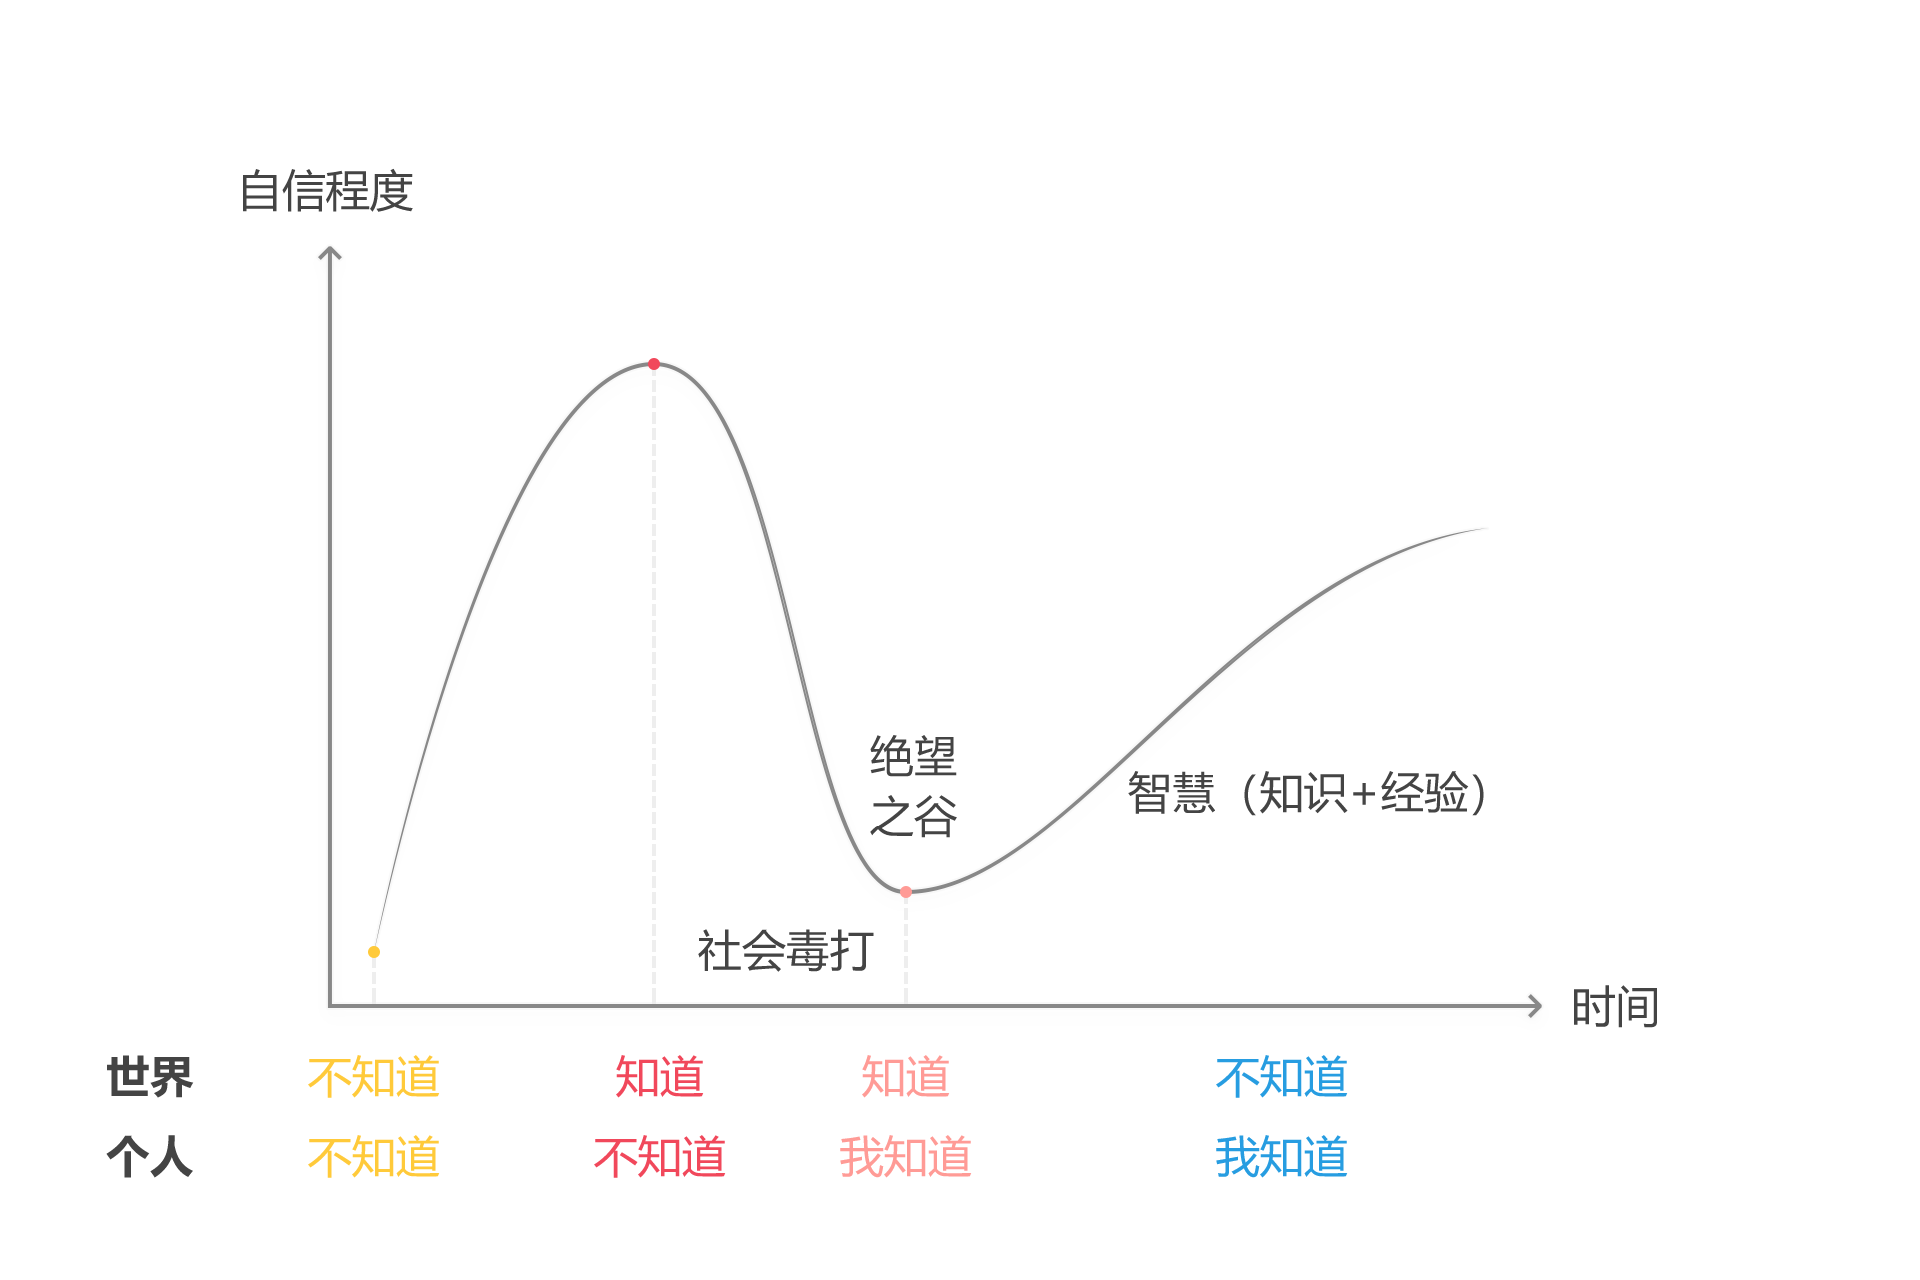 自信程度
绝望
之谷
智慧（知识+经验）
社会毒打
时间
世界 不知道 知道 知道 不知道
个人 不知道 不知道 我知道 我知道